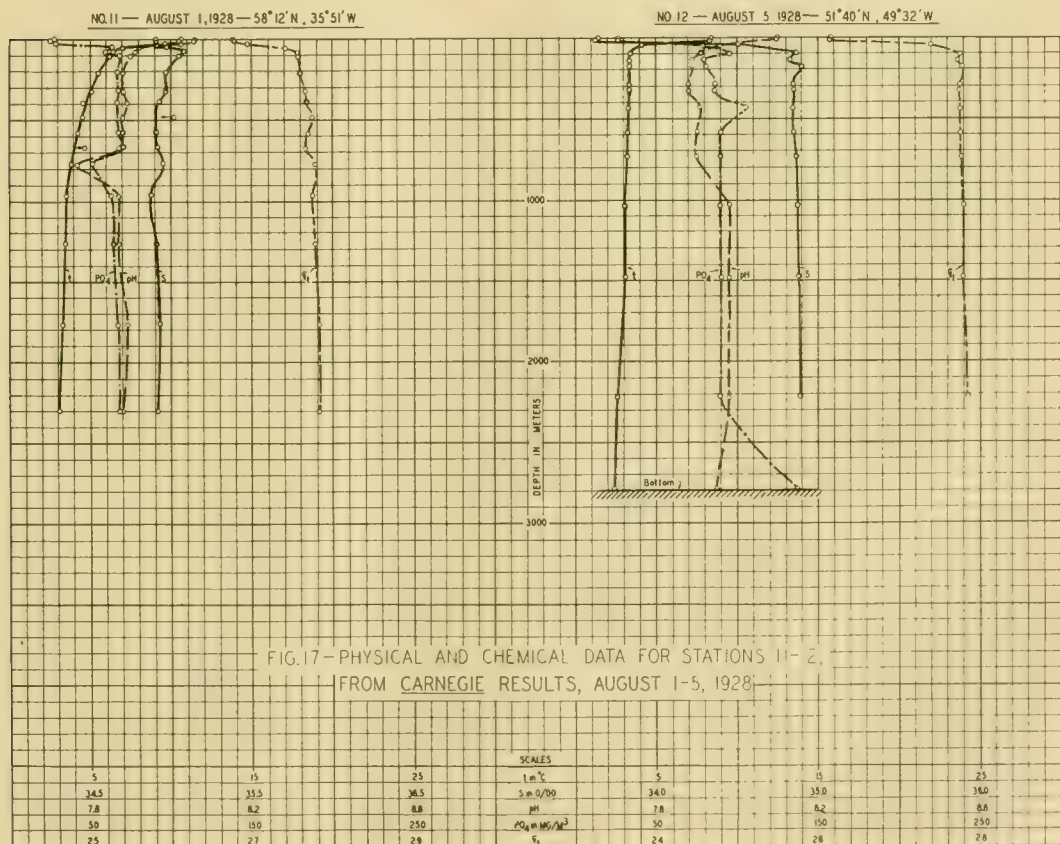 NO.11 — AUGUST 1, 1928 — 58°12'N, 35°51'W
NO 12 — AUGUST 5 1928 — 51°40'N, 49°32'W
1000
t PO4 pH S
t PO4 pH S
2000
DEPTH IN METERS
Bottom
3000
FIG. 17—PHYSICAL AND CHEMICAL DATA FOR STATIONS 11-2,
FROM CARNEGIE RESULTS, AUGUST 1-5, 1928
SCALES
5 15 25 t in °C 5 15 25
34.5 35.5 36.5 S in 0/00 34.0 35.0 36.0
7.8 8.2 8.8 pH 7.8 8.2 8.8
50 150 250 PO4 in MG/M³ 50 150 250
25 27 29 24 26 28